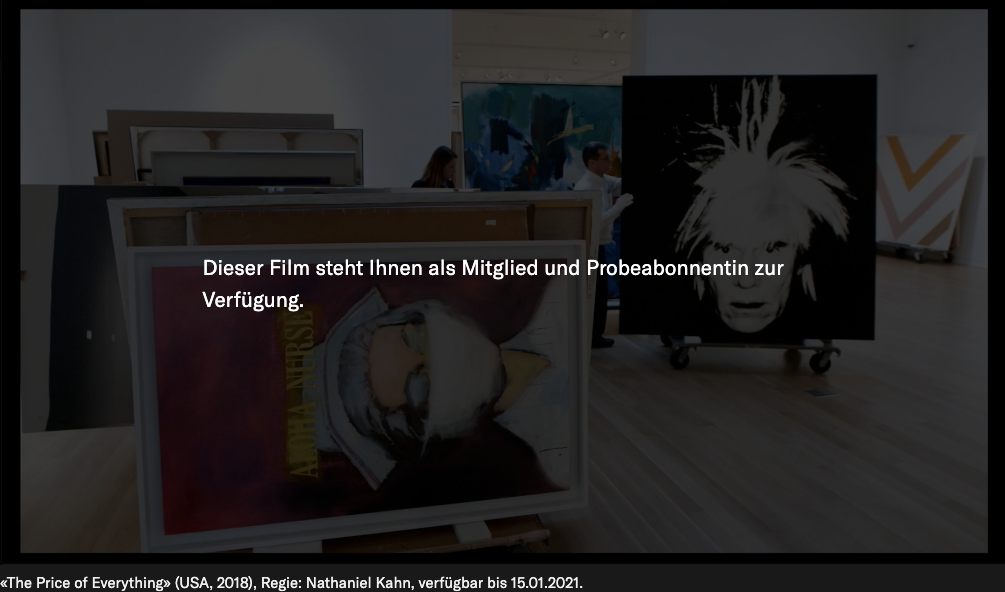 Dieser Film steht Ihnen als Mitglied und Probeabonnentin zur
Verfügung.
ALOHA NURSE
«The Price of Everything» (USA, 2018), Regie: Nathaniel Kahn, verfügbar bis 15.01.2021.